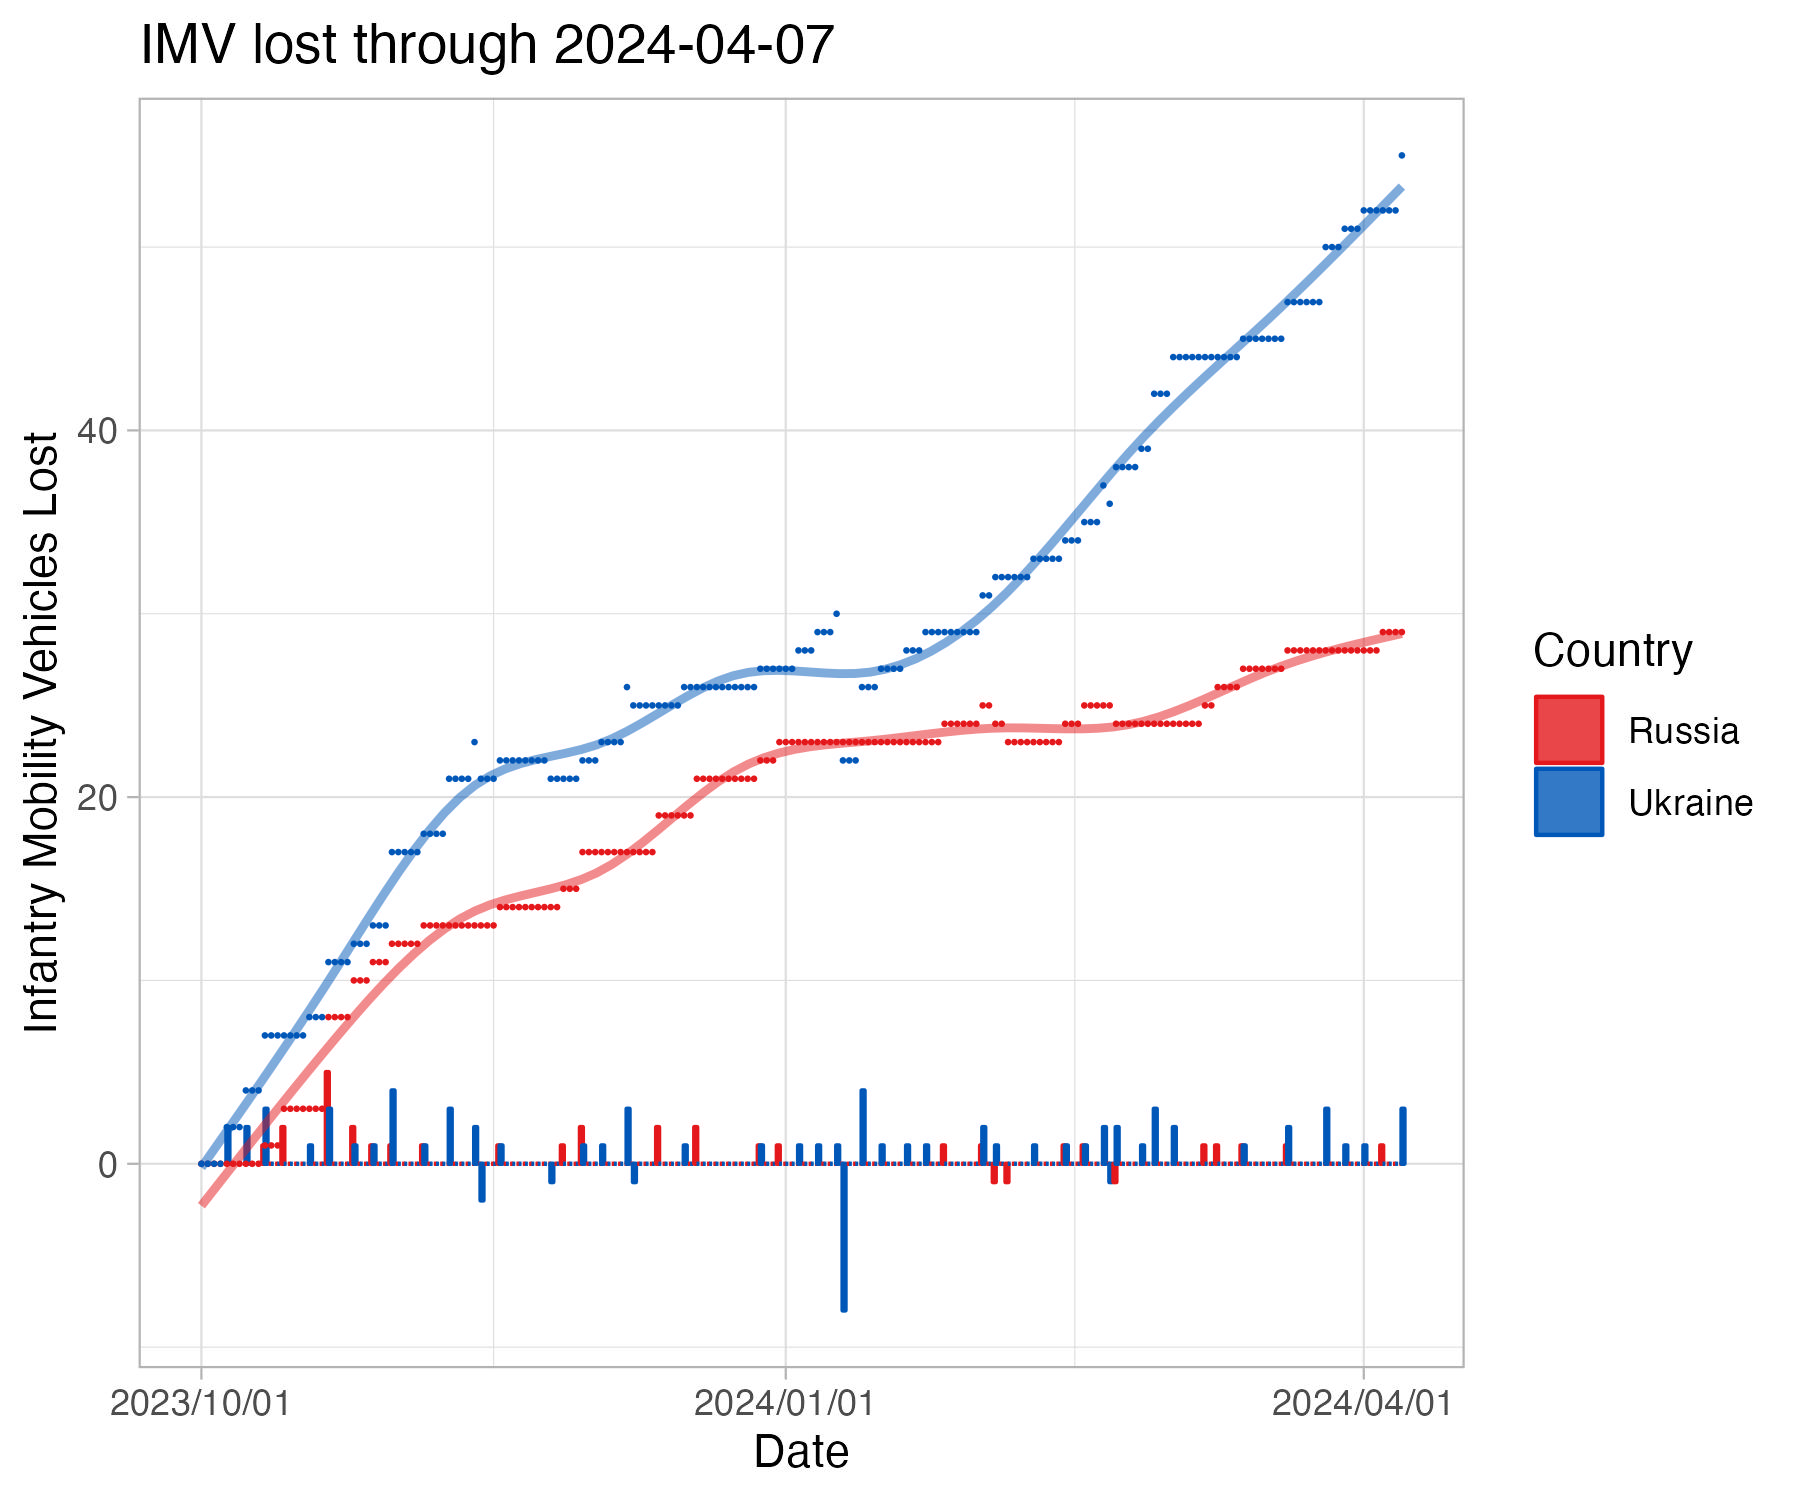 IMV lost through 2024-04-07
Infantry Mobility Vehicles Lost
40
20
0
2023/10/01
2024/01/01
2024/04/01
Date
Country
Russia
Ukraine